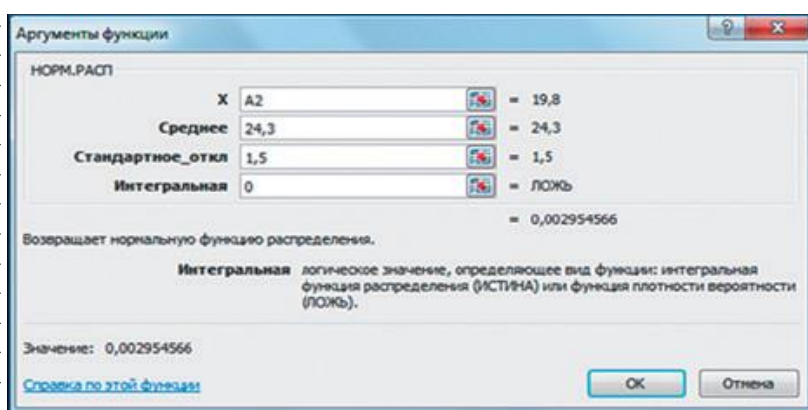 Аргументы функции
НОРМ.РАСП
X A2 = 19,8
Среднее 24,3 = 24,3
Стандартное_откл 1,5 = 1,5
Интегральная 0 = ЛОЖЬ
= 0,002954566
Возвращает нормальную функцию распределения.
Интегральная логическое значение, определяющее вид функции: интегральная
функция распределения (ИСТИНА) или функция плотности вероятности
(ЛОЖЬ).
Значение: 0,002954566
Справка по этой функции
ОК Отмена